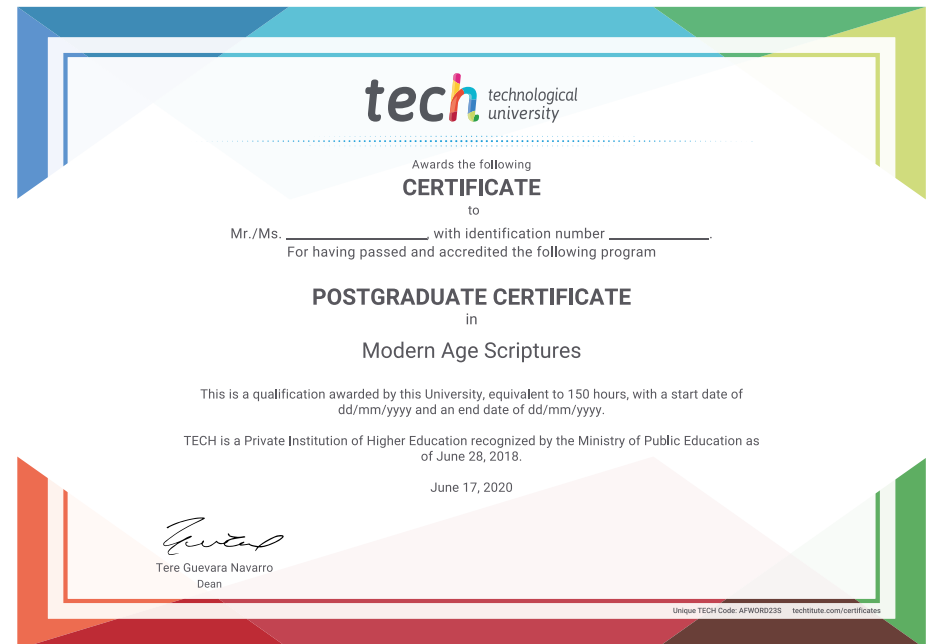 tech technological
university
Awards the following
CERTIFICATE
to
Mr./Ms. ____________________, with identification number ______________.
For having passed and accredited the following program
POSTGRADUATE CERTIFICATE
in
Modern Age Scriptures
This is a qualification awarded by this University, equivalent to 150 hours, with a start date of
dd/mm/yyyy and an end date of dd/mm/yyyy.
TECH is a Private Institution of Higher Education recognized by the Ministry of Public Education as
of June 28, 2018.
June 17, 2020
Tere Guevara Navarro
Dean
Unique TECH Code: AFWORD23S techtitute.com/certificates